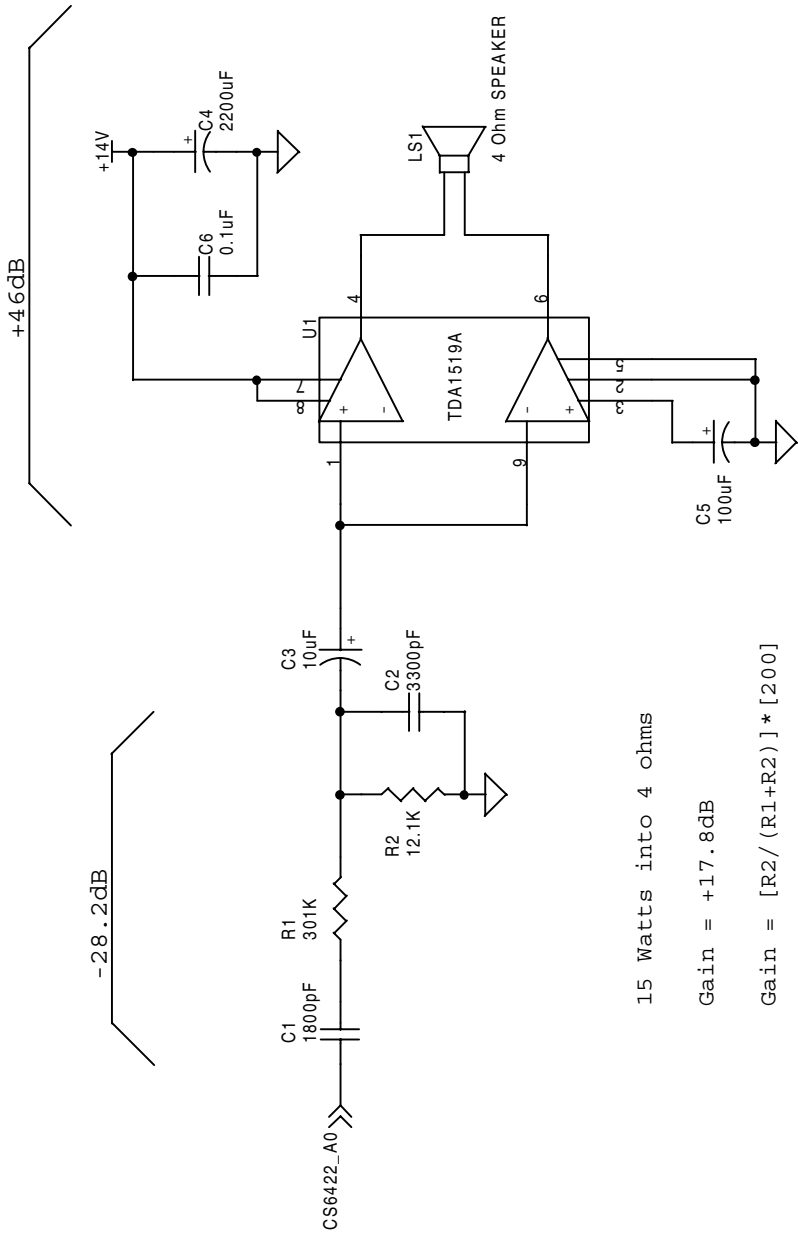 -28.2dB
+46dB
CS6422_A0
C1
1800pF
R1
301K
R2
12.1K
C2
3300pF
C3
10uF
+
1
9
U1
TDA1519A
+
-
-
+
8
7
4
6
3
2
5
+14V
C6
0.1uF
C4
2200uF
+
LS1
4 Ohm SPEAKER
C5
100uF
+
15 Watts into 4 ohms
Gain = +17.8dB
Gain = [R2/(R1+R2)]*[200]